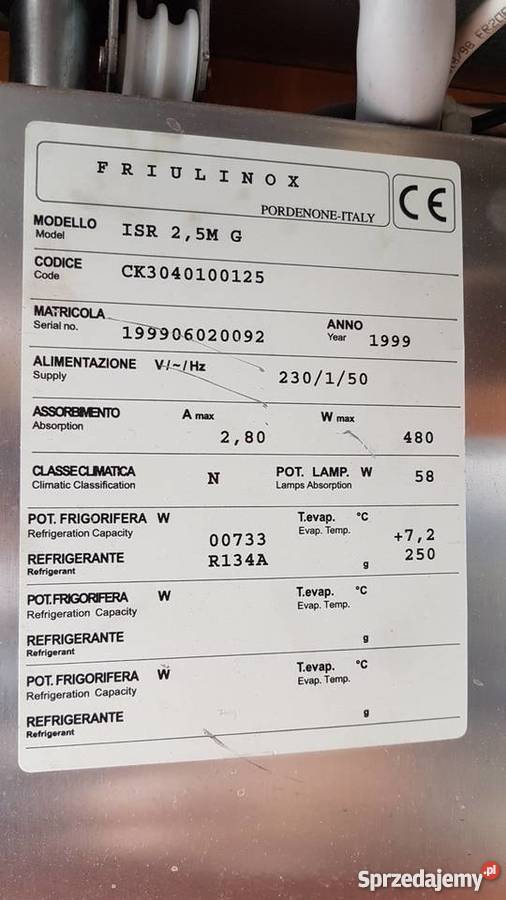 FRIULINOX
PORDENONE-ITALY
CE
MODELLO ISR 2,5M G
Model
CODICE CK3040100125
Code
MATRICOLA 199906020092 ANNO 1999
Serial no. Year
ALIMENTAZIONE V/~/Hz 230/1/50
Supply
ASSORBIMENTO A max 2,80 W max 480
Absorption
CLASSE CLIMATICA N POT. LAMP. W 58
Climatic Classification Lamps Absorption
POT. FRIGORIFERA W 00733 T.evap. °C +7,2
Refrigeration Capacity Evap. Temp.
REFRIGERANTE R134A g 250
Refrigerant
POT.FRIGORIFERA W T.evap. °C
Refrigeration Capacity Evap. Temp.
REFRIGERANTE g
Refrigerant
POT. FRIGORIFERA W T.evap. °C
Refrigeration Capacity Evap. Temp.
REFRIGERANTE g
Refrigerant
Sprzedajemy.pl